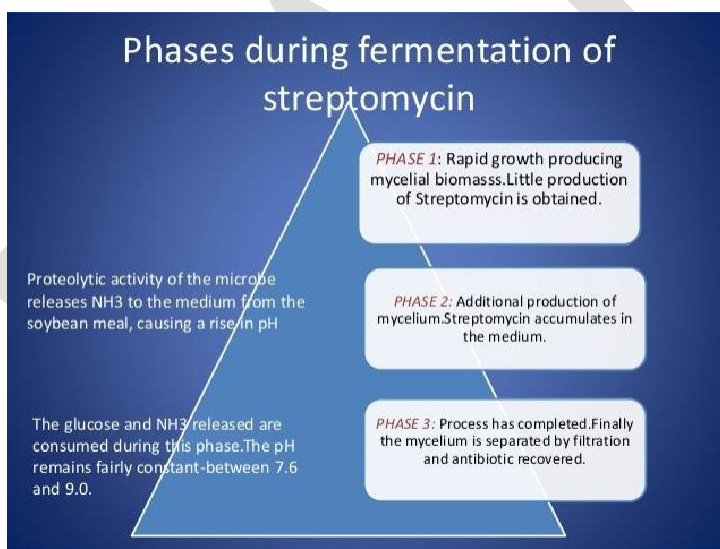 Phases during fermentation of
streptomycin
PHASE 1: Rapid growth producing
mycelial biomasss.Little production
of Streptomycin is obtained.
Proteolytic activity of the microbe
releases NH3 to the medium from the
soybean meal, causing a rise in pH
PHASE 2: Additional production of
mycelium.Streptomycin accumulates in
the medium.
The glucose and NH3 released are
consumed during this phase.The pH
remains fairly constant-between 7.6
and 9.0.
PHASE 3: Process has completed.Finally
the mycelium is separated by filtration
and antibiotic recovered.